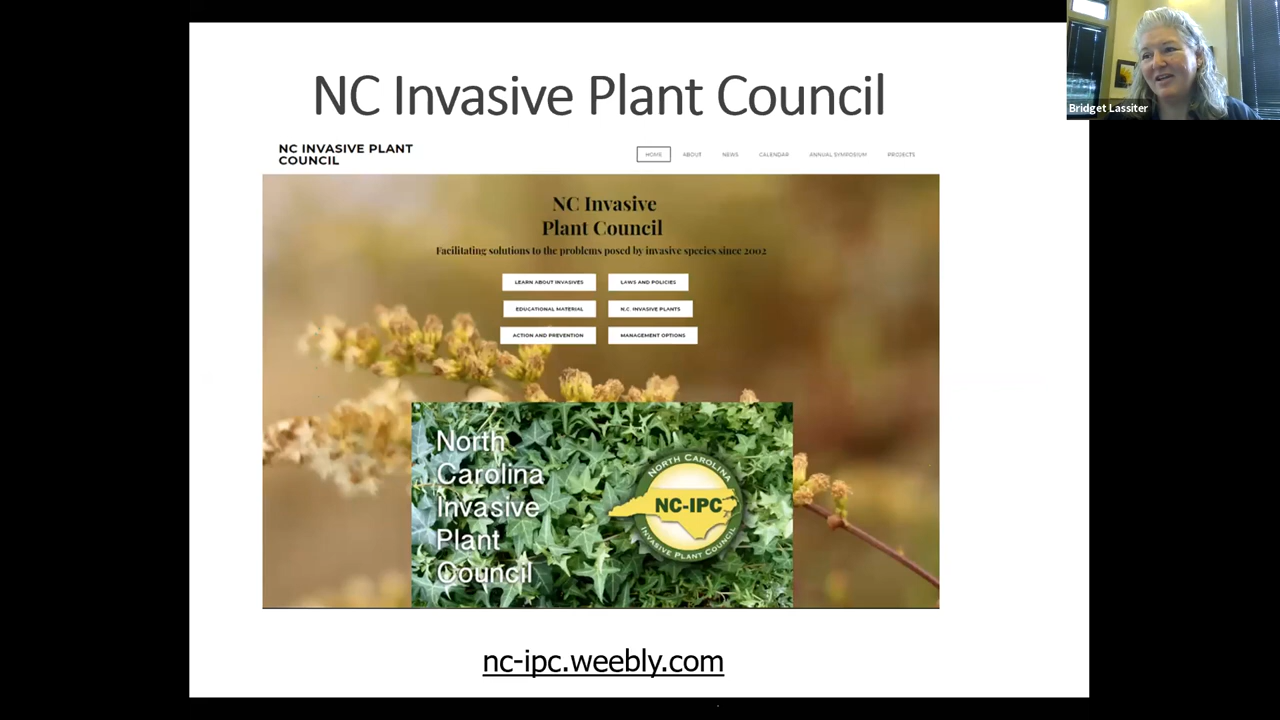 NC Invasive Plant Council
Bridget Lassiter
NC INVASIVE PLANT
COUNCIL
HOME ABOUT NEWS CALENDAR ANNUAL SYMPOSIUM PROJECTS
NC Invasive
Plant Council
Facilitating solutions to the problems posed by invasive species since 2002
LEARN ABOUT INVASIVES LAWS AND POLICIES
EDUCATIONAL MATERIAL N.C. INVASIVE PLANTS
ACTION AND PREVENTION MANAGEMENT OPTIONS
North
Carolina
Invasive
Plant
Council
NORTH CAROLINA
NC-IPC
INVASIVE PLANT COUNCIL
nc-ipc.weebly.com